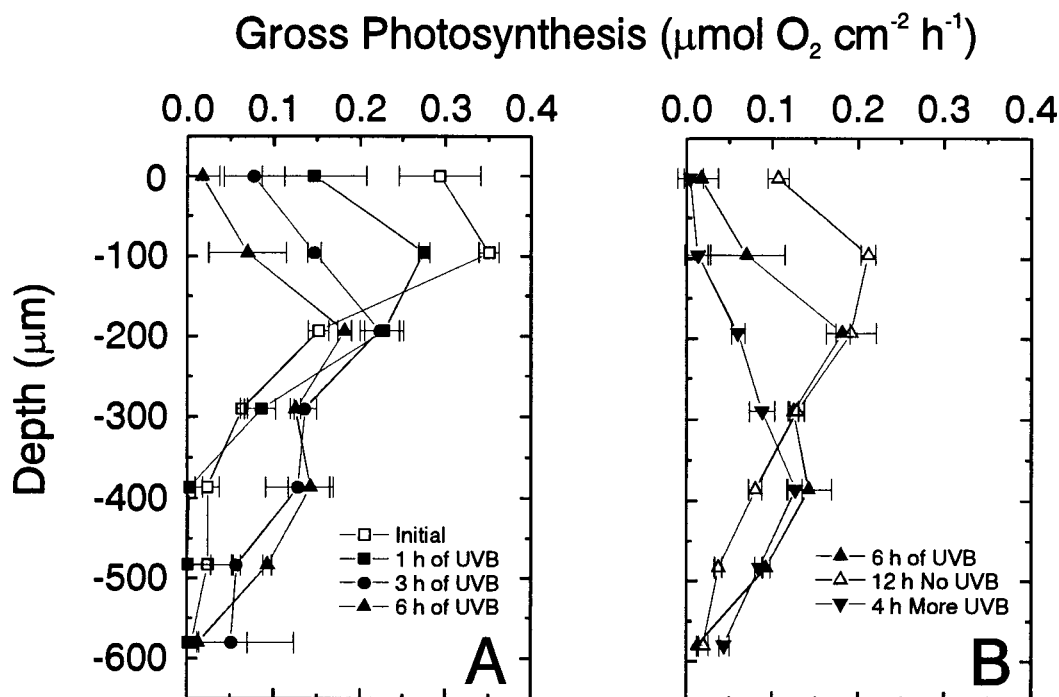 Gross Photosynthesis (μmol O₂ cm⁻² h⁻¹)
0.0 0.1 0.2 0.3 0.4
0.0 0.1 0.2 0.3 0.4
Depth (μm)
0
-100
-200
-300
-400
-500
-600
Initial
1 h of UVB
3 h of UVB
6 h of UVB
A
6 h of UVB
12 h No UVB
4 h More UVB
B